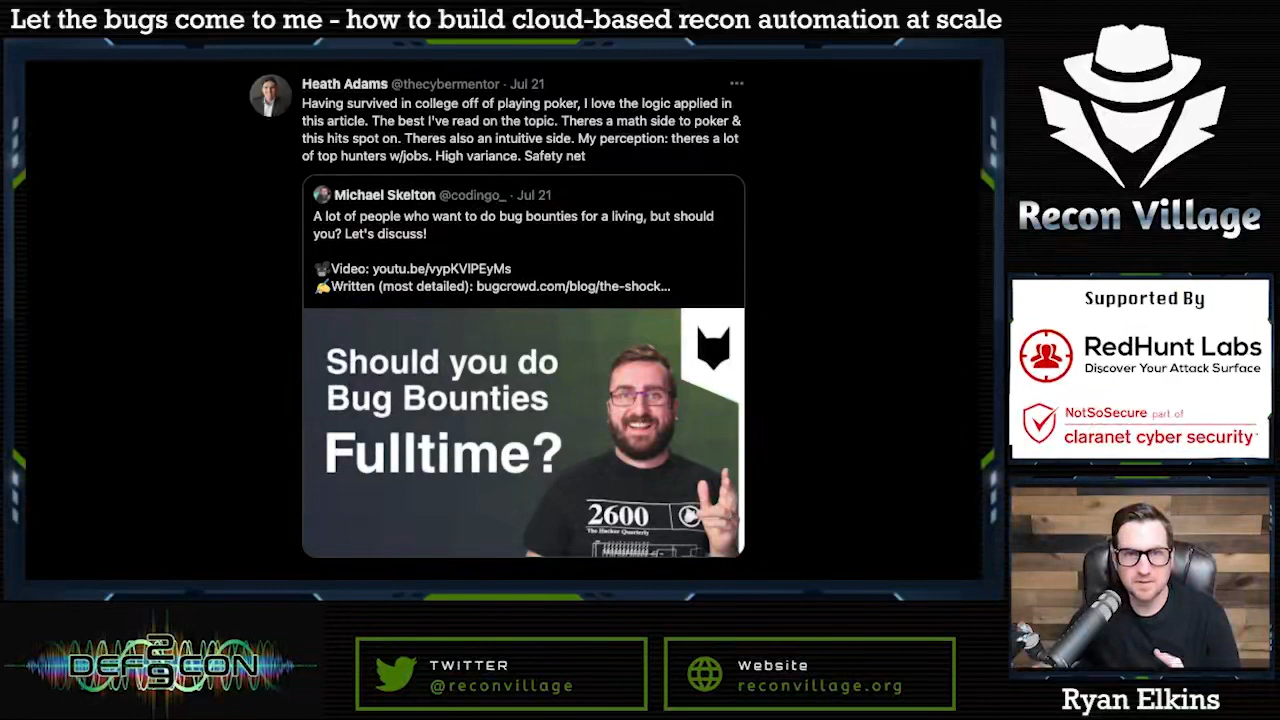 Let the bugs come to me - how to build cloud-based recon automation at scale
Heath Adams @thecybermentor · Jul 21
Having survived in college off of playing poker, I love the logic applied in
this article. The best I've read on the topic. Theres a math side to poker &
this hits spot on. Theres also an intuitive side. My perception: theres a lot
of top hunters w/jobs. High variance. Safety net
Michael Skelton @codingo_ · Jul 21
A lot of people who want to do bug bounties for a living, but should
you? Let's discuss!
Video: youtu.be/vypKVlPEyMs
Written (most detailed): bugcrowd.com/blog/the-shock...
Should you do
Bug Bounties
Fulltime?
2600
The Hacker Quarterly
Recon Village
Supported By
RedHunt Labs
Discover Your Attack Surface
NotSoSecure part of
claranet cyber security
DEFCON
29
TWITTER
@reconvillage
Website
reconvillage.org
Ryan Elkins